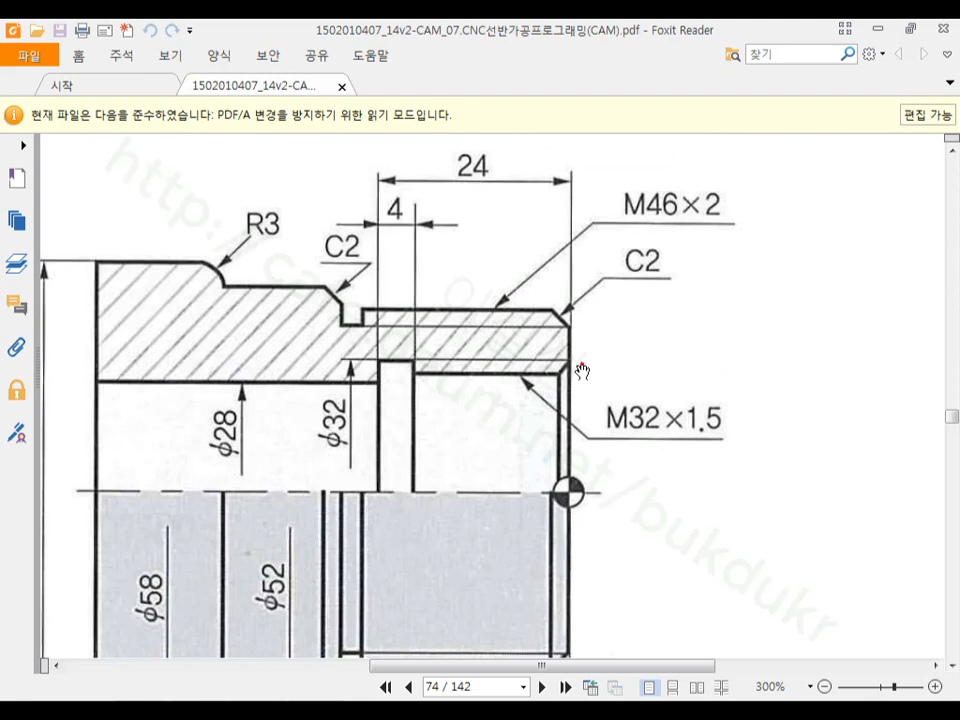 1502010407_14v2-CAM_07.CNC선반가공프로그래밍(CAM).pdf - Foxit Reader
파일 홈 주석 보기 양식 보안 공유 도움말
찾기
시작 1502010407_14v2-CA...
현재 파일은 다음을 준수하였습니다: PDF/A 변경을 방지하기 위한 읽기 모드입니다.
편집 가능
24
4
M46×2
R3
C2
C2
M32×1.5
ϕ28
ϕ32
ϕ58
ϕ52
74 / 142
300%